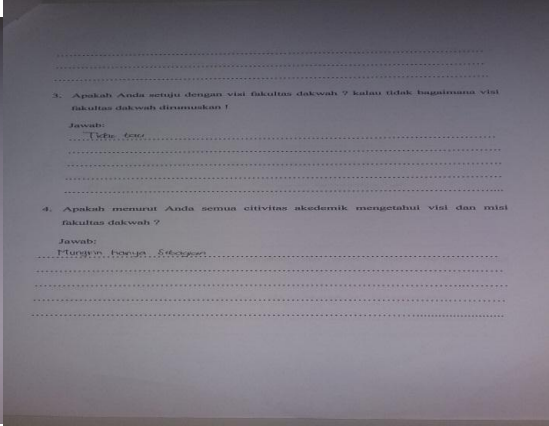 3. Apakah Anda setuju dengan visi fakultas dakwah ? kalau tidak bagaimana visi
fakultas dakwah dirumuskan !
Jawab:
Tidak tau
4. Apakah menurut Anda semua citivitas akedemik mengetahui visi dan misi
fakultas dakwah ?
Jawab:
Mungkin hanya sebagian